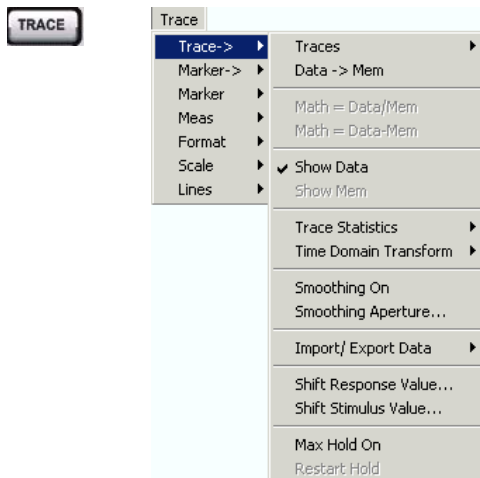 TRACE
Trace
Trace->
Marker->
Marker
Meas
Format
Scale
Lines
Traces
Data -> Mem
Math = Data/Mem
Math = Data-Mem
Show Data
Show Mem
Trace Statistics
Time Domain Transform
Smoothing On
Smoothing Aperture...
Import/ Export Data
Shift Response Value...
Shift Stimulus Value...
Max Hold On
Restart Hold